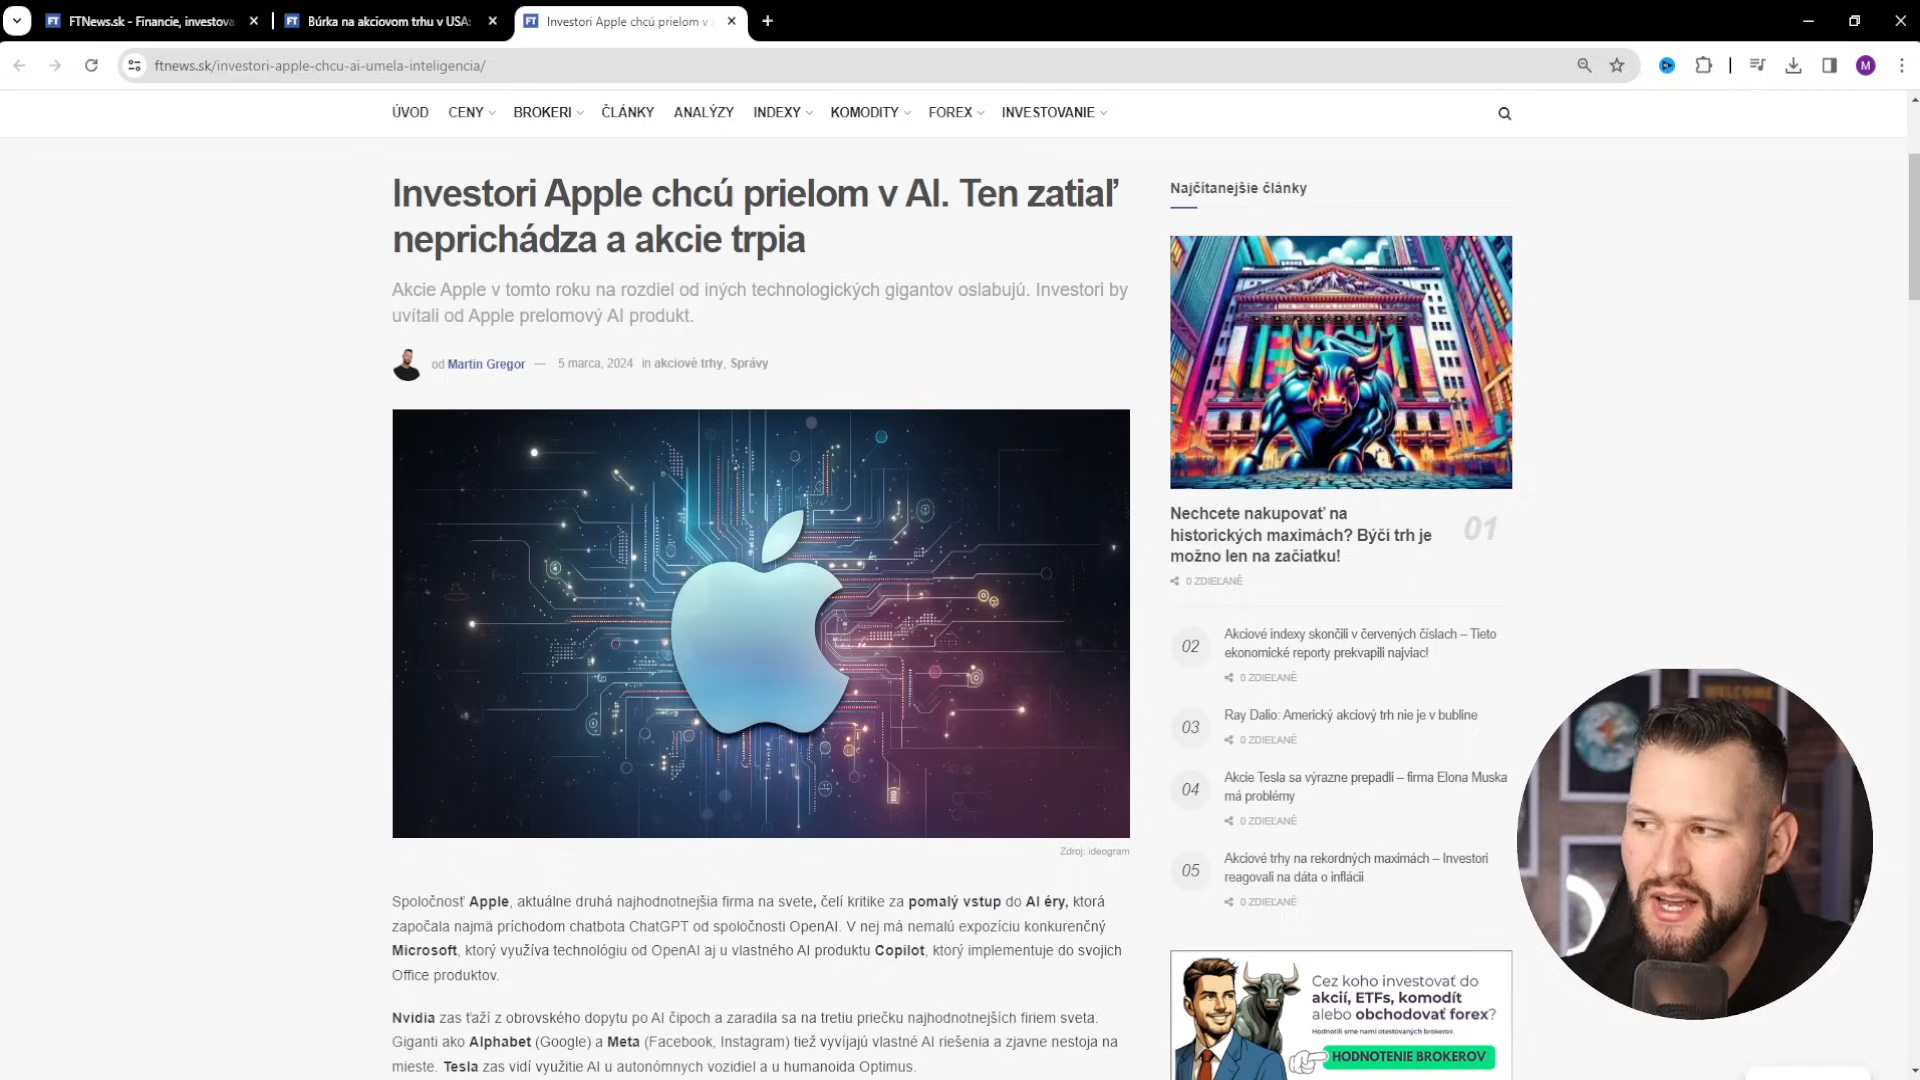 FTNews.sk - Financie, investova
Búrka na akciovom trhu v USA:
Investori Apple chcú prielom v
ftnews.sk/investori-apple-chcu-ai-umela-inteligencia/
M
ÚVOD CENY BROKERI ČLÁNKY ANALÝZY INDEXY KOMODITY FOREX INVESTOVANIE
Investori Apple chcú prielom v AI. Ten zatiaľ
neprichádza a akcie trpia
Akcie Apple v tomto roku na rozdiel od iných technologických gigantov oslabujú. Investori by
uvítali od Apple prelomový AI produkt.
od Martin Gregor — 5 marca, 2024 in akciové trhy, Správy
Zdroj: ideogram
Spoločnosť Apple, aktuálne druhá najhodnotnejšia firma na svete, čelí kritike za pomalý vstup do AI éry, ktorá
započala najmä príchodom chatbota ChatGPT od spoločnosti OpenAI. V nej má nemalú expozíciu konkurenčný
Microsoft, ktorý využíva technológiu od OpenAI aj u vlastného AI produktu Copilot, ktorý implementuje do svojich
Office produktov.
Nvidia zas ťaží z obrovského dopytu po AI čipoch a zaradila sa na tretiu priečku najhodnotnejších firiem sveta.
Giganti ako Alphabet (Google) a Meta (Facebook, Instagram) tiež vyvíjajú vlastné AI riešenia a zjavne nestoja na
mieste. Tesla zas vidí využitie AI u autonómnych vozidiel a u humanoida Optimus.
Najčítanejšie články
Nechcete nakupovať na
historických maximách? Býčí trh je
možno len na začiatku!
01
0 ZDIEĽANÉ
02
Akciové indexy skončili v červených číslach – Tieto
ekonomické reporty prekvapili najviac!
0 ZDIEĽANÉ
03
Ray Dalio: Americký akciový trh nie je v bubline
0 ZDIEĽANÉ
04
Akcie Tesla sa výrazne prepadli – firma Elona Muska
má problémy
0 ZDIEĽANÉ
05
Akciové trhy na rekordných maximách – Investori
reagovali na dáta o inflácii
0 ZDIEĽANÉ
Cez koho investovať do
akcií, ETFs, komodít
alebo obchodovať forex?
Hodnotili sme nami otestovaných brokerov.
HODNOTENIE BROKEROV
WELCOME